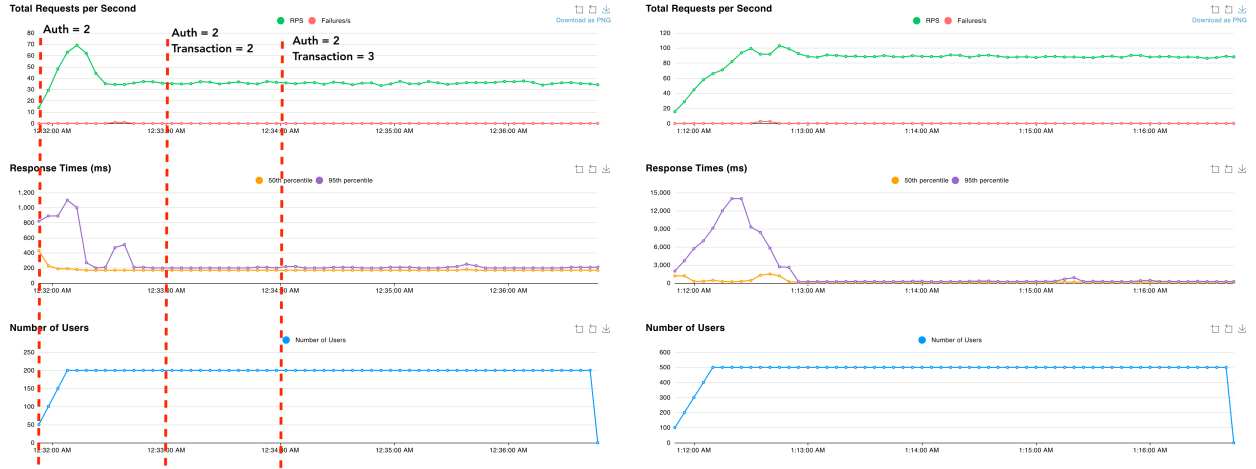 Total Requests per Second
Download as PNG
RPS Failures/s
Auth = 2
Auth = 2
Transaction = 2
Auth = 2
Transaction = 3
80
70
60
50
40
30
20
10
0
12:32:00 AM 12:33:00 AM 12:34:00 AM 12:35:00 AM 12:36:00 AM
Response Times (ms)
50th percentile 95th percentile
1,200
1,000
800
600
400
200
0
12:32:00 AM 12:33:00 AM 12:34:00 AM 12:35:00 AM 12:36:00 AM
Number of Users
Number of Users
250
200
150
100
50
0
12:32:00 AM 12:33:00 AM 12:34:00 AM 12:35:00 AM 12:36:00 AM
Total Requests per Second
Download as PNG
RPS Failures/s
120
100
80
60
40
20
0
1:12:00 AM 1:13:00 AM 1:14:00 AM 1:15:00 AM 1:16:00 AM
Response Times (ms)
50th percentile 95th percentile
15,000
12,000
9,000
6,000
3,000
0
1:12:00 AM 1:13:00 AM 1:14:00 AM 1:15:00 AM 1:16:00 AM
Number of Users
Number of Users
600
500
400
300
200
100
0
1:12:00 AM 1:13:00 AM 1:14:00 AM 1:15:00 AM 1:16:00 AM